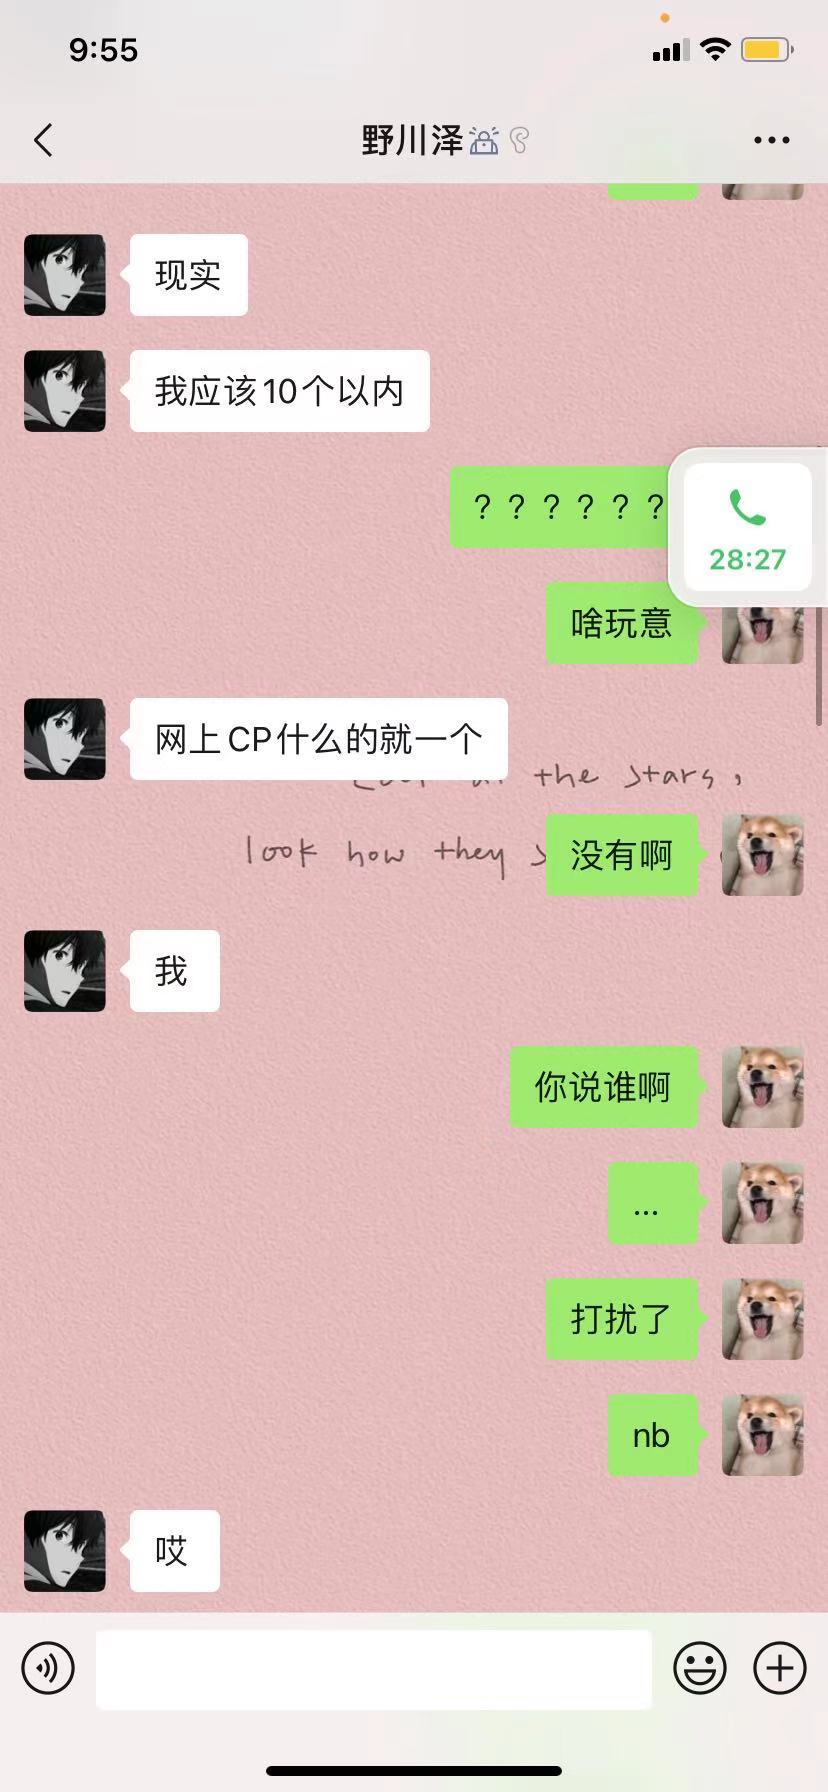 9:55
野川泽
现实
我应该10个以内
？？？？？？
28:27
啥玩意
网上CP什么的就一个
the stars,
look how they
没有啊
我
你说谁啊
...
打扰了
nb
哎